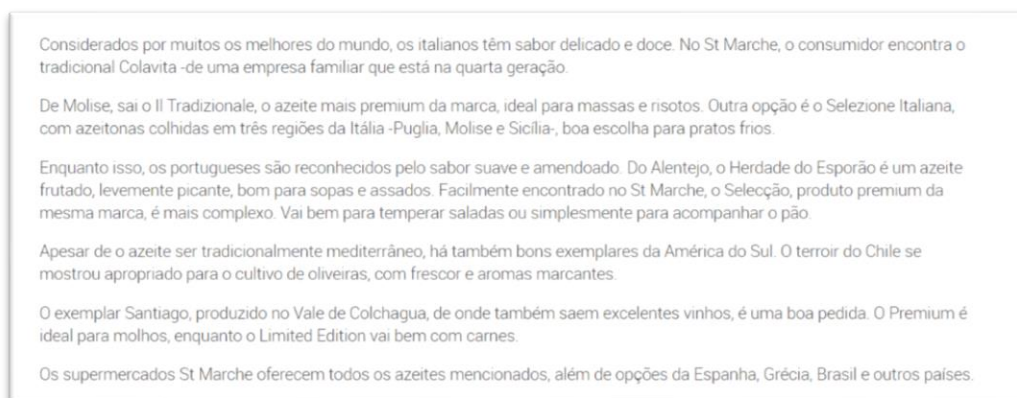 Considerados por muitos os melhores do mundo, os italianos têm sabor delicado e doce. No St Marche, o consumidor encontra o
tradicional Colavita -de uma empresa familiar que está na quarta geração.
De Molise, sai o Il Tradizionale, o azeite mais premium da marca, ideal para massas e risotos. Outra opção é o Selezione Italiana,
com azeitonas colhidas em três regiões da Itália -Puglia, Molise e Sicília-, boa escolha para pratos frios.
Enquanto isso, os portugueses são reconhecidos pelo sabor suave e amendoado. Do Alentejo, o Herdade do Esporão é um azeite
frutado, levemente picante, bom para sopas e assados. Facilmente encontrado no St Marche, o Selecção, produto premium da
mesma marca, é mais complexo. Vai bem para temperar saladas ou simplesmente para acompanhar o pão.
Apesar de o azeite ser tradicionalmente mediterrâneo, há também bons exemplares da América do Sul. O terroir do Chile se
mostrou apropriado para o cultivo de oliveiras, com frescor e aromas marcantes.
O exemplar Santiago, produzido no Vale de Colchagua, de onde também saem excelentes vinhos, é uma boa pedida. O Premium é
ideal para molhos, enquanto o Limited Edition vai bem com carnes.
Os supermercados St Marche oferecem todos os azeites mencionados, além de opções da Espanha, Grécia, Brasil e outros países.